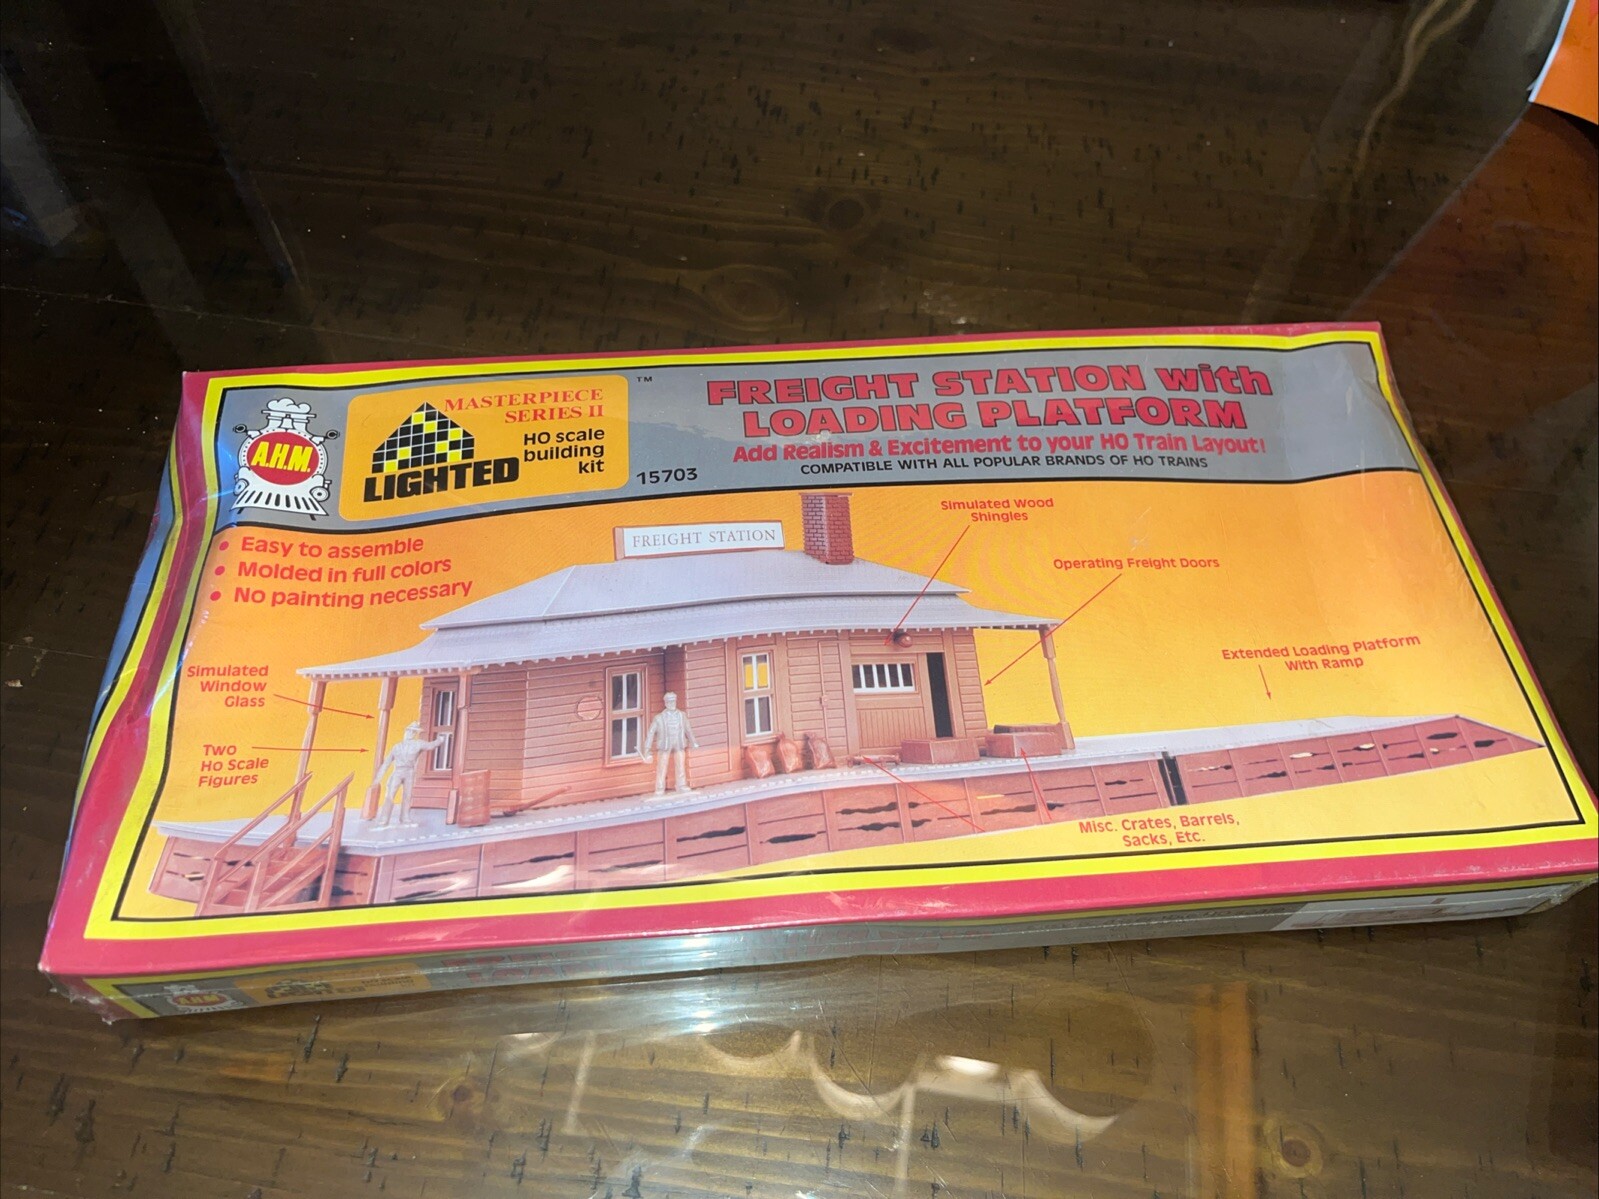 A.H.M.
MASTERPIECE
SERIES II
LIGHTED
HO scale
building
kit
TM
15703
FREIGHT STATION with
LOADING PLATFORM
Add Realism & Excitement to your HO Train Layout!
COMPATIBLE WITH ALL POPULAR BRANDS OF HO TRAINS
• Easy to assemble
• Molded in full colors
• No painting necessary
FREIGHT STATION
Simulated Wood
Shingles
Operating Freight Doors
Extended Loading Platform
With Ramp
Simulated
Window
Glass
Two
Ho Scale
Figures
Misc. Crates, Barrels,
Sacks, Etc.
A.H.M.
LIGHTED